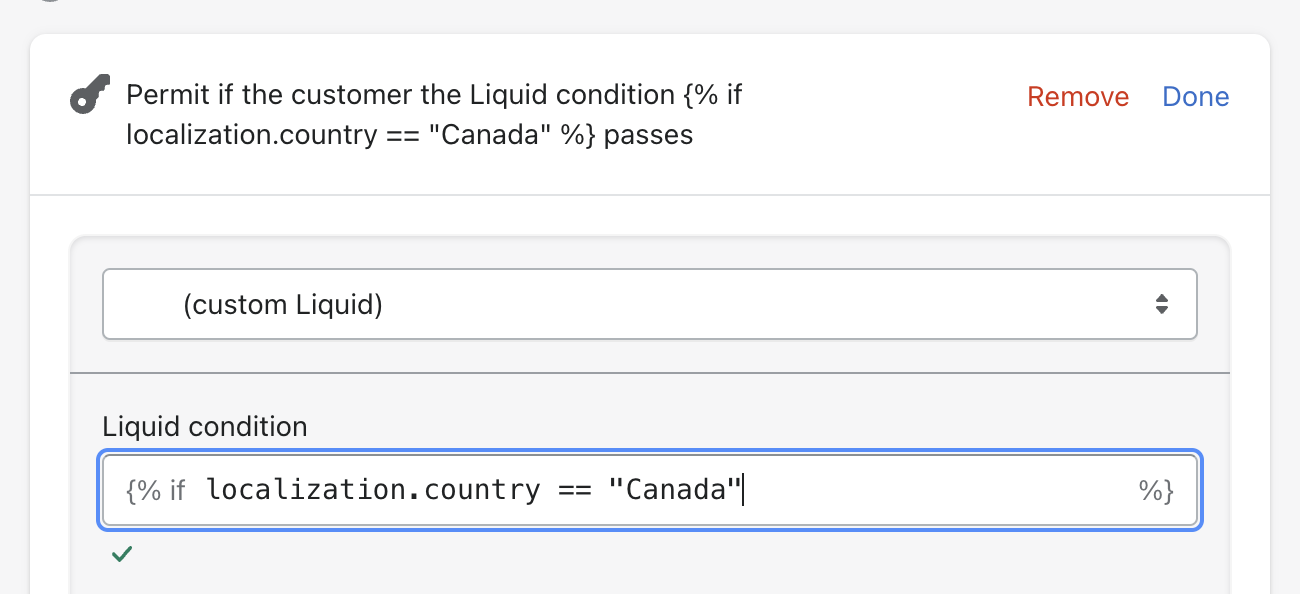 Permit if the customer the Liquid condition {% if
localization.country == "Canada" %} passes
Remove
Done
(custom Liquid)
Liquid condition
{% if localization.country == "Canada" %}